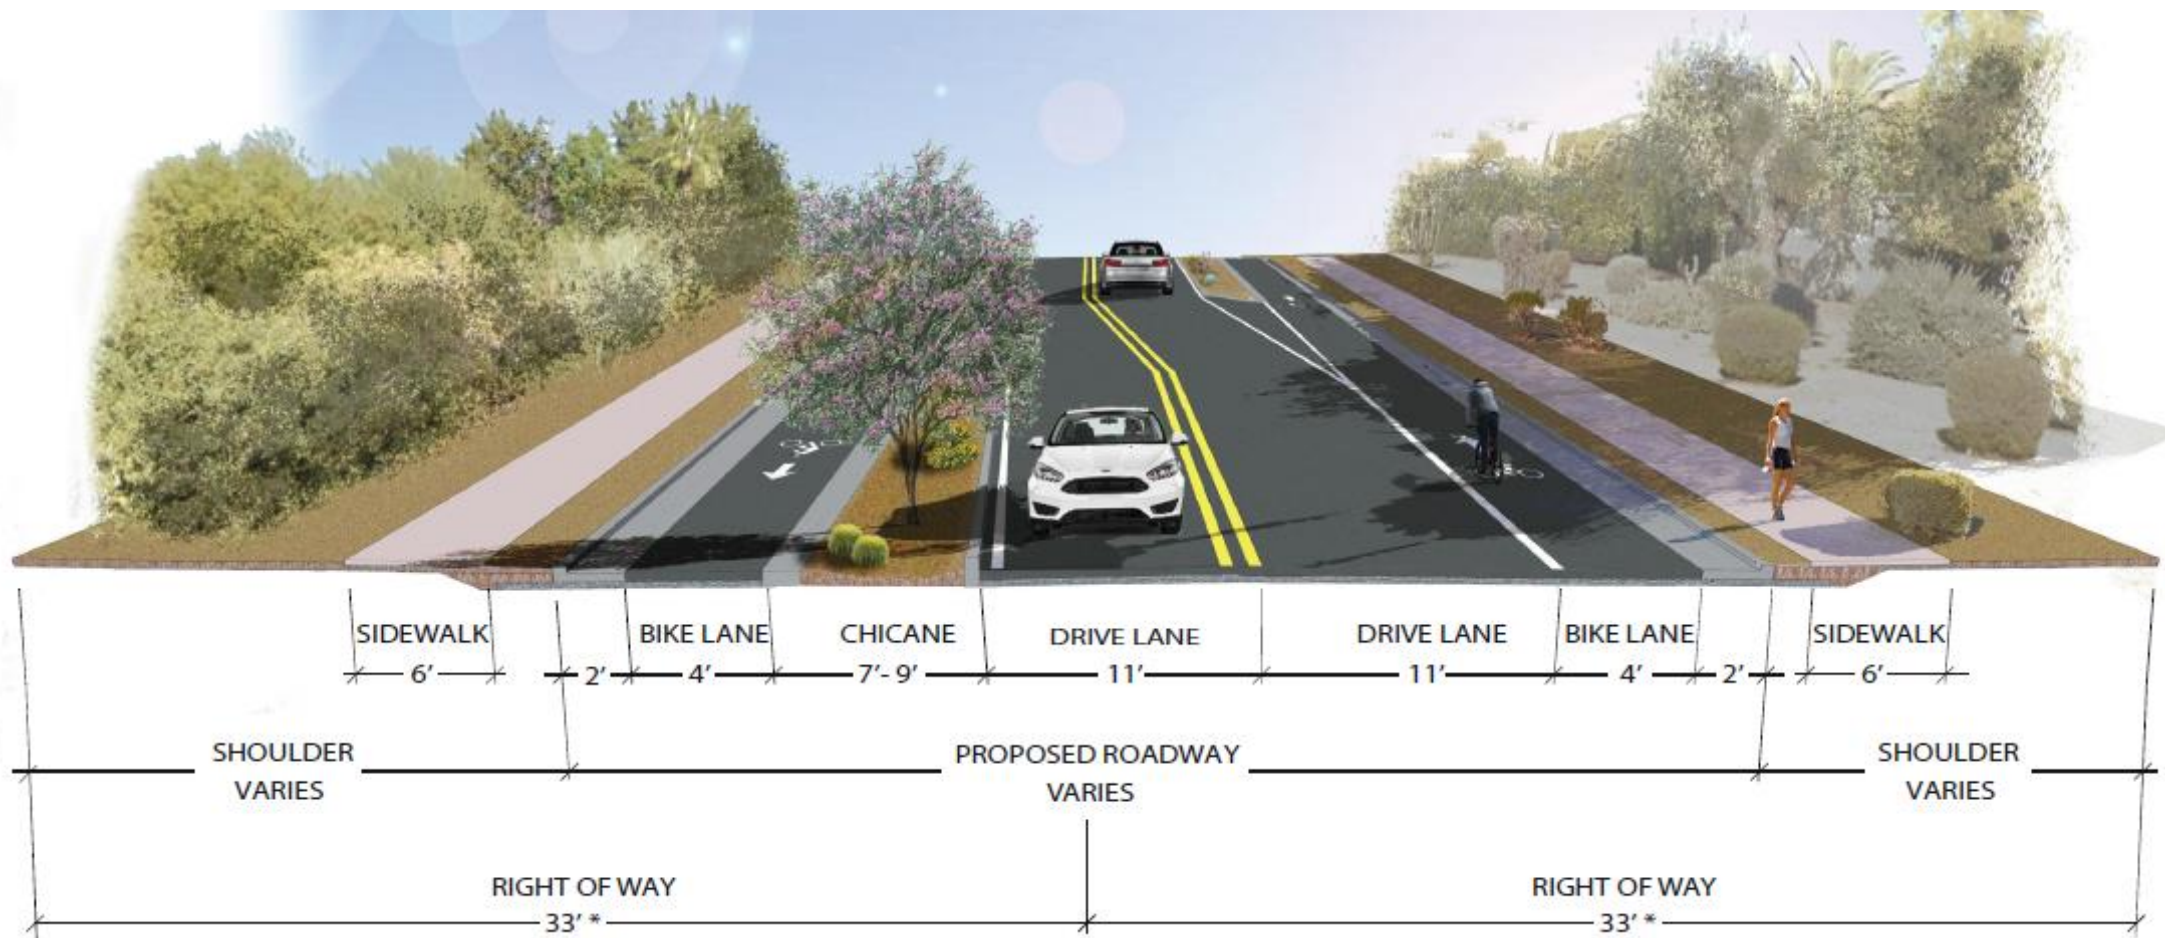 SIDEWALK
BIKE LANE
CHICANE
DRIVE LANE
DRIVE LANE
BIKE LANE
SIDEWALK
6'
2'
4'
7'- 9'
11'
11'
4'
2'
6'
SHOULDER
VARIES
PROPOSED ROADWAY
VARIES
SHOULDER
VARIES
RIGHT OF WAY
33' *
RIGHT OF WAY
33' *